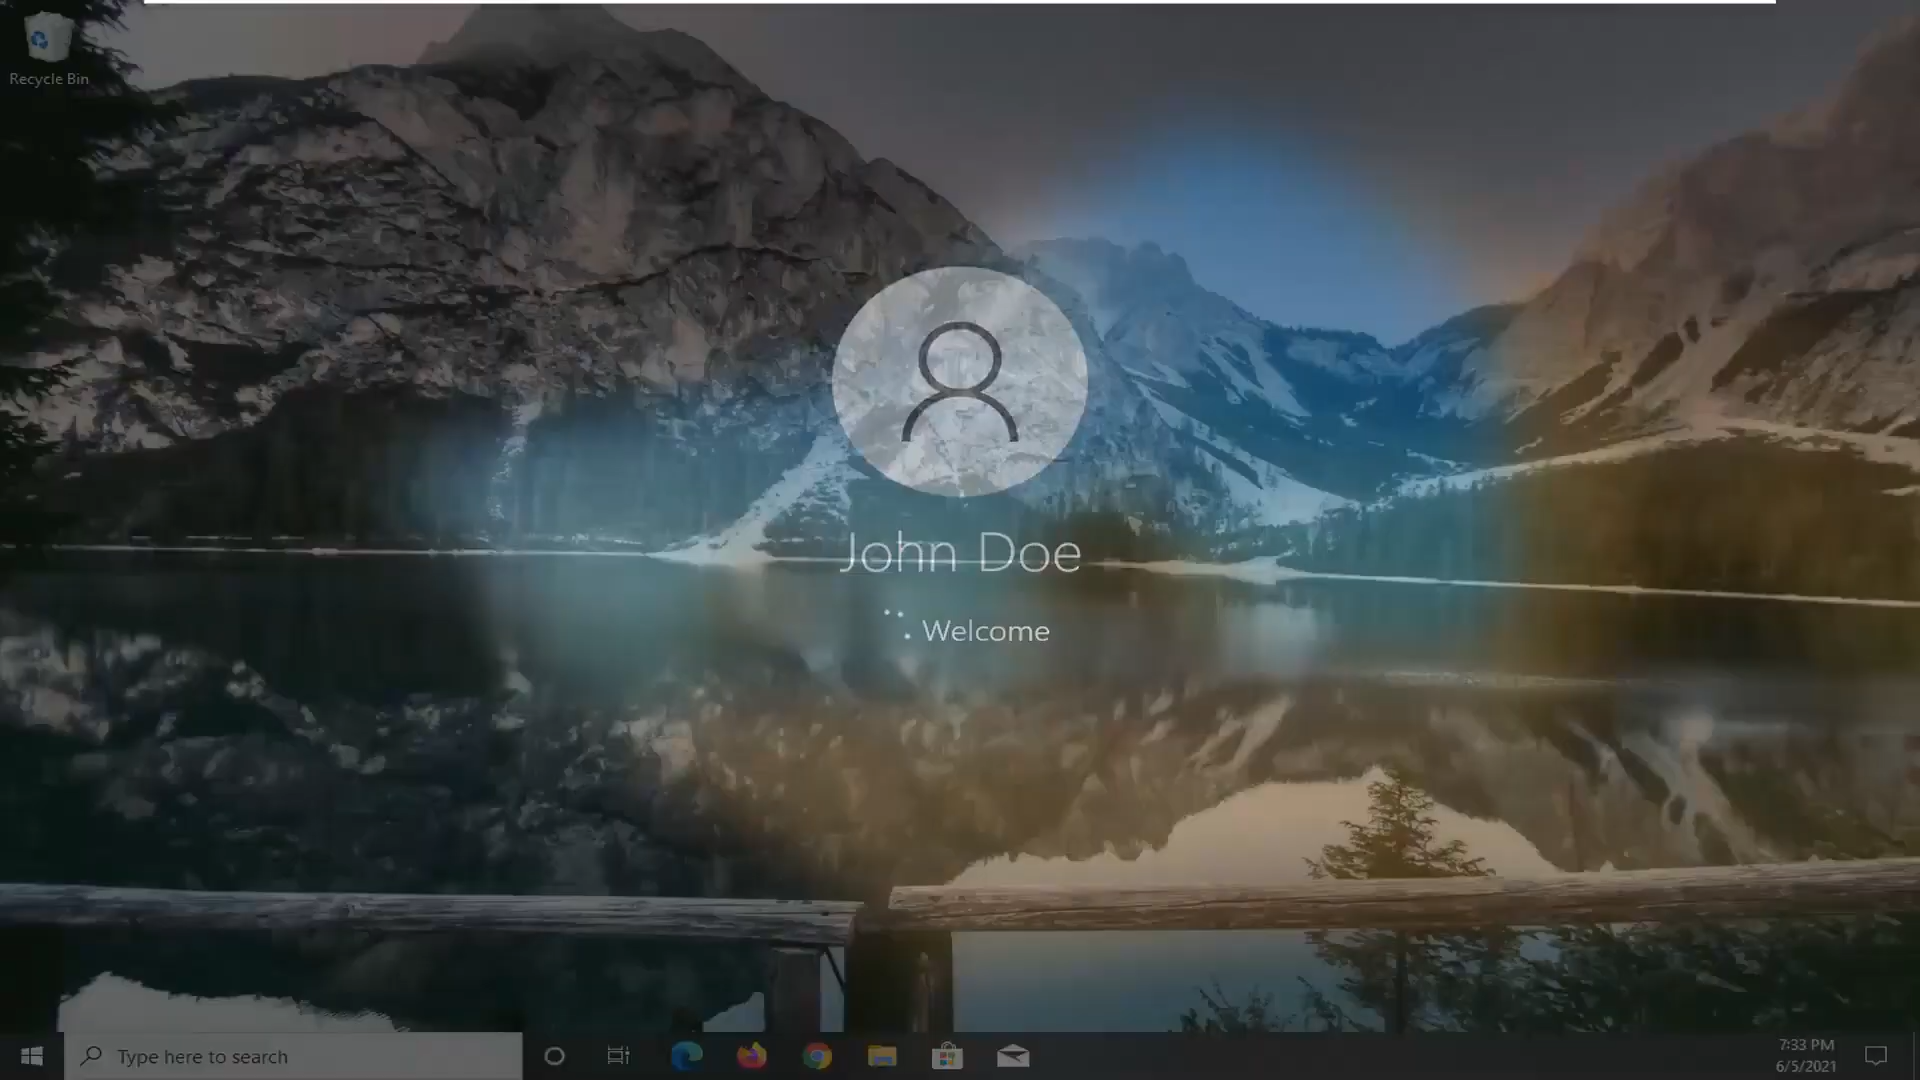 Recycle Bin
John Doe
Welcome
Type here to search
7:33 PM
6/5/2021